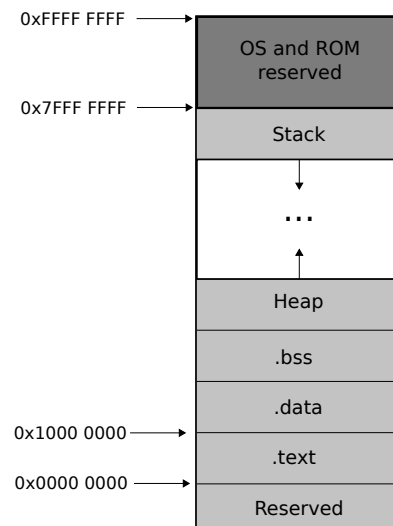 0xFFFF FFFF
OS and ROM
reserved
0x7FFF FFFF
Stack
...
Heap
.bss
.data
0x1000 0000
.text
0x0000 0000
Reserved